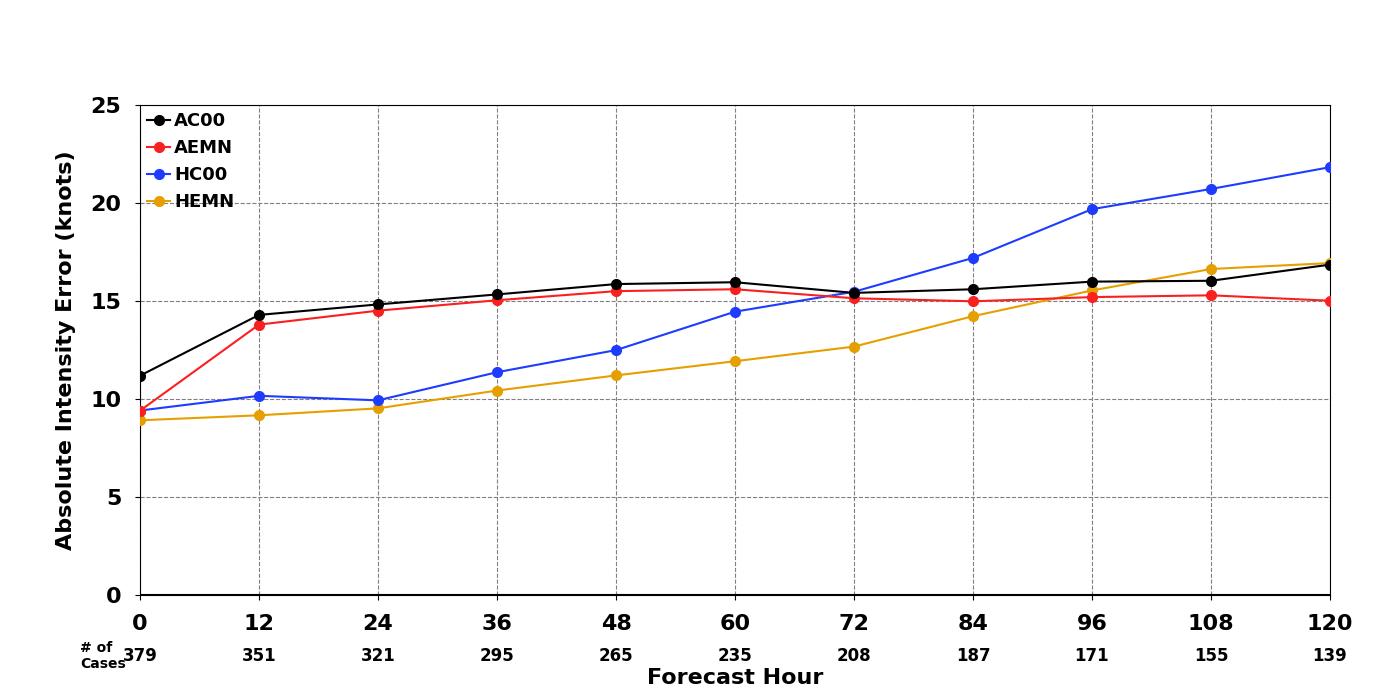 25
AC00
AEMN
HC00
HEMN
20
15
10
5
0
Absolute Intensity Error (knots)
0 12 24 36 48 60 72 84 96 108 120
# of
Cases
379 351 321 295 265 235 208 187 171 155 139
Forecast Hour